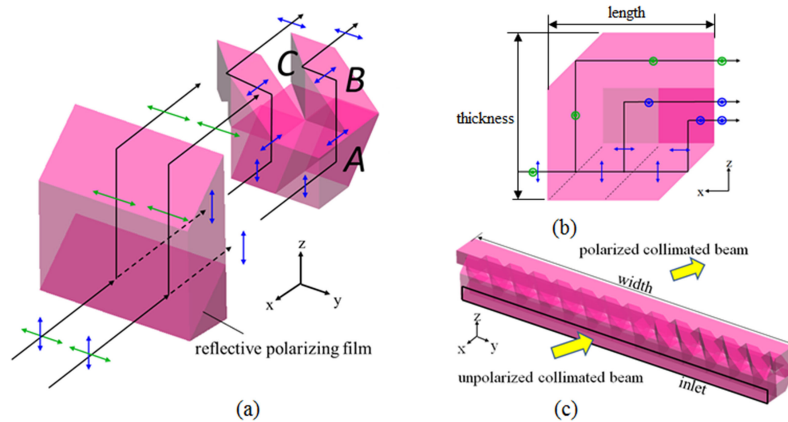 C
B
A
z
x
y
reflective polarizing film
(a)
length
thickness
z
x
(b)
polarized collimated beam
width
z
x
y
unpolarized collimated beam
inlet
(c)